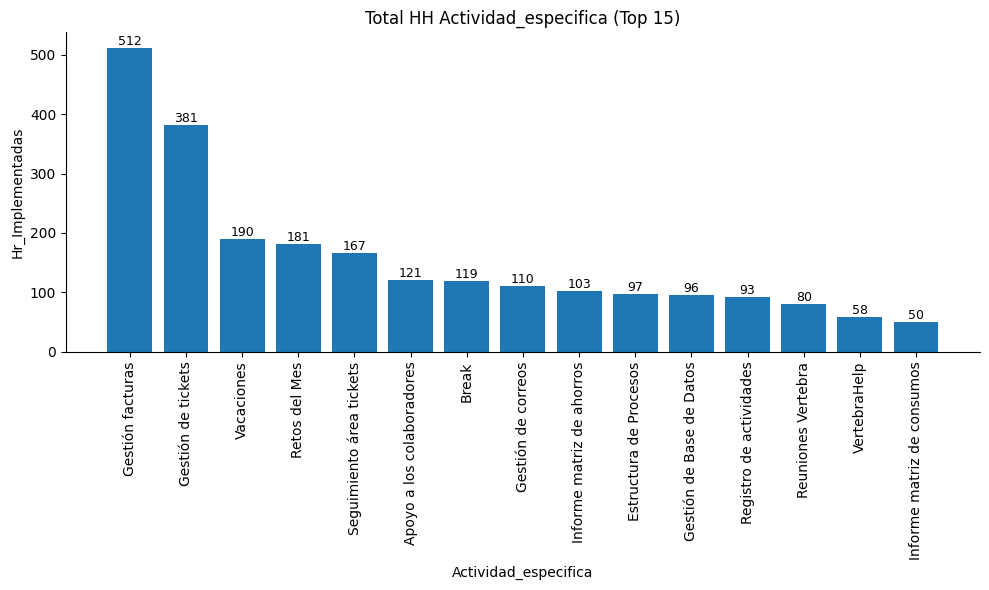 Total HH Actividad_especifica (Top 15)
Hr_Implementadas
500
400
300
200
100
0
512
381
190
181
167
121
119
110
103
97
96
93
80
58
50
Gestión facturas
Gestión de tickets
Vacaciones
Retos del Mes
Seguimiento área tickets
Apoyo a los colaboradores
Break
Gestión de correos
Informe matriz de ahorros
Estructura de Procesos
Gestión de Base de Datos
Registro de actividades
Reuniones Vertebra
VertebraHelp
Informe matriz de consumos
Actividad_especifica